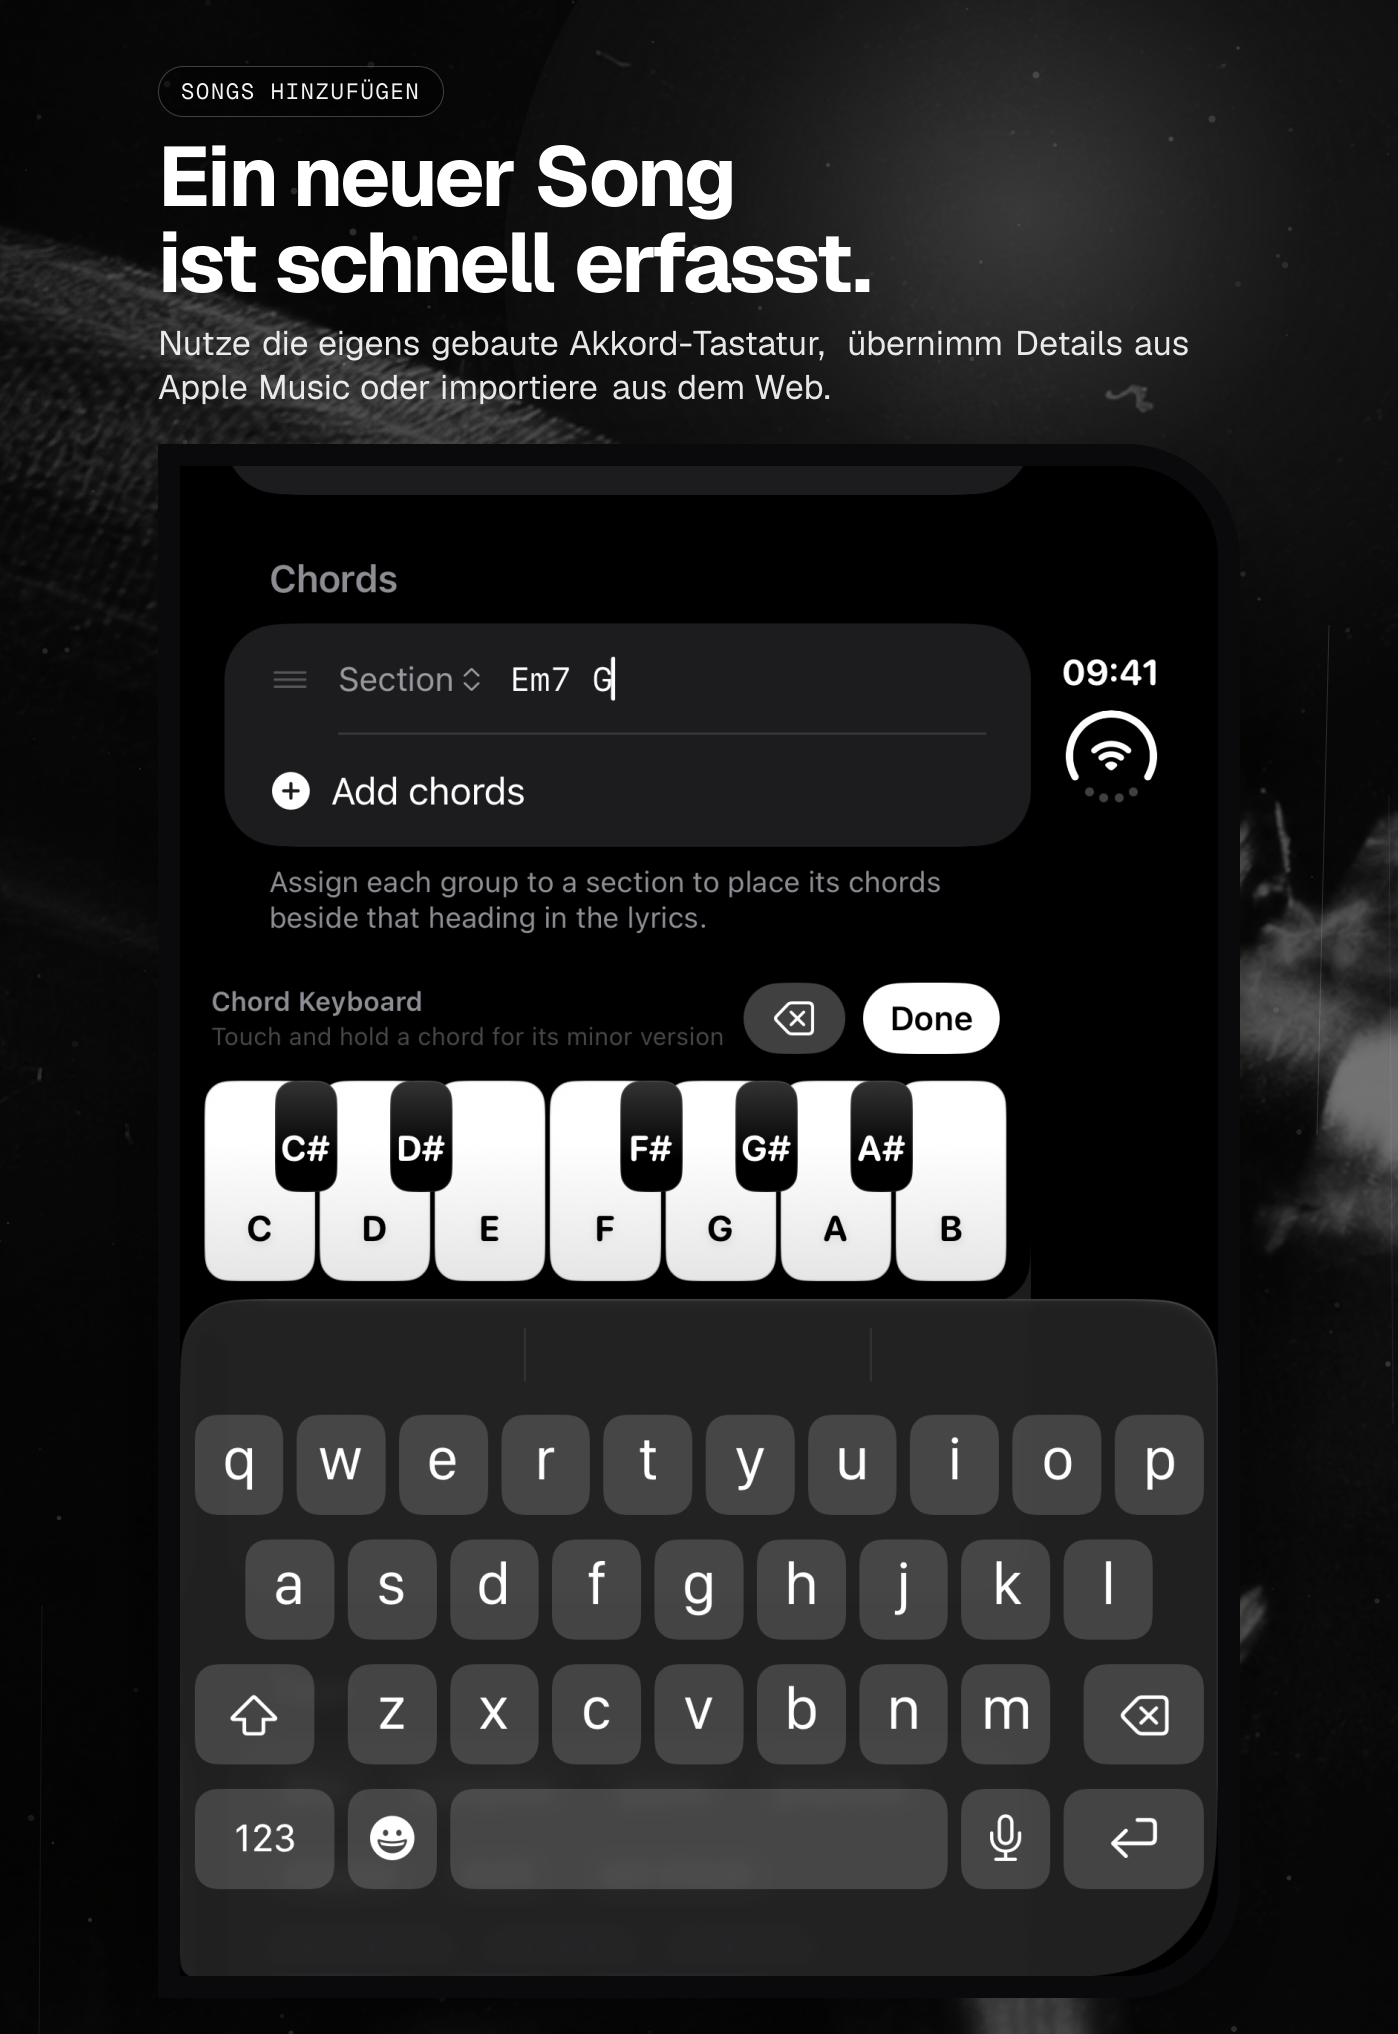 SONGS HINZUFÜGEN
Ein neuer Song
ist schnell erfasst.
Nutze die eigens gebaute Akkord-Tastatur, übernimm Details aus
Apple Music oder importiere aus dem Web.
Chords
Section Em7 G
09:41
Add chords
Assign each group to a section to place its chords
beside that heading in the lyrics.
Chord Keyboard
Touch and hold a chord for its minor version
Done
C# D# F# G# A#
C D E F G A B
q w e r t y u i o p
a s d f g h j k l
z x c v b n m
123